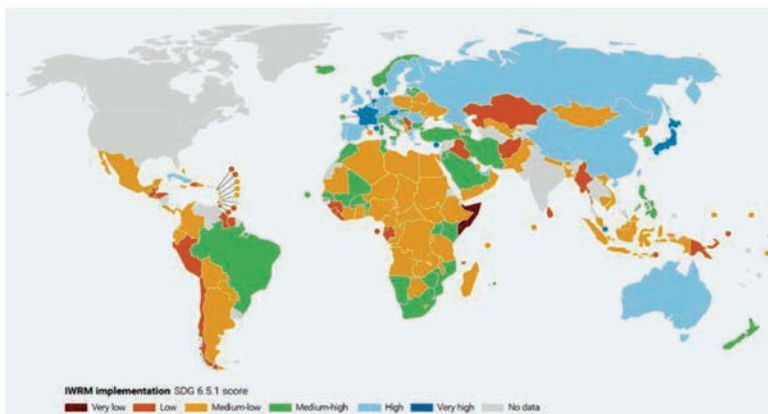 IWRM implementation SDG 6.5.1 score
Very low Low Medium-low Medium-high High Very high No data